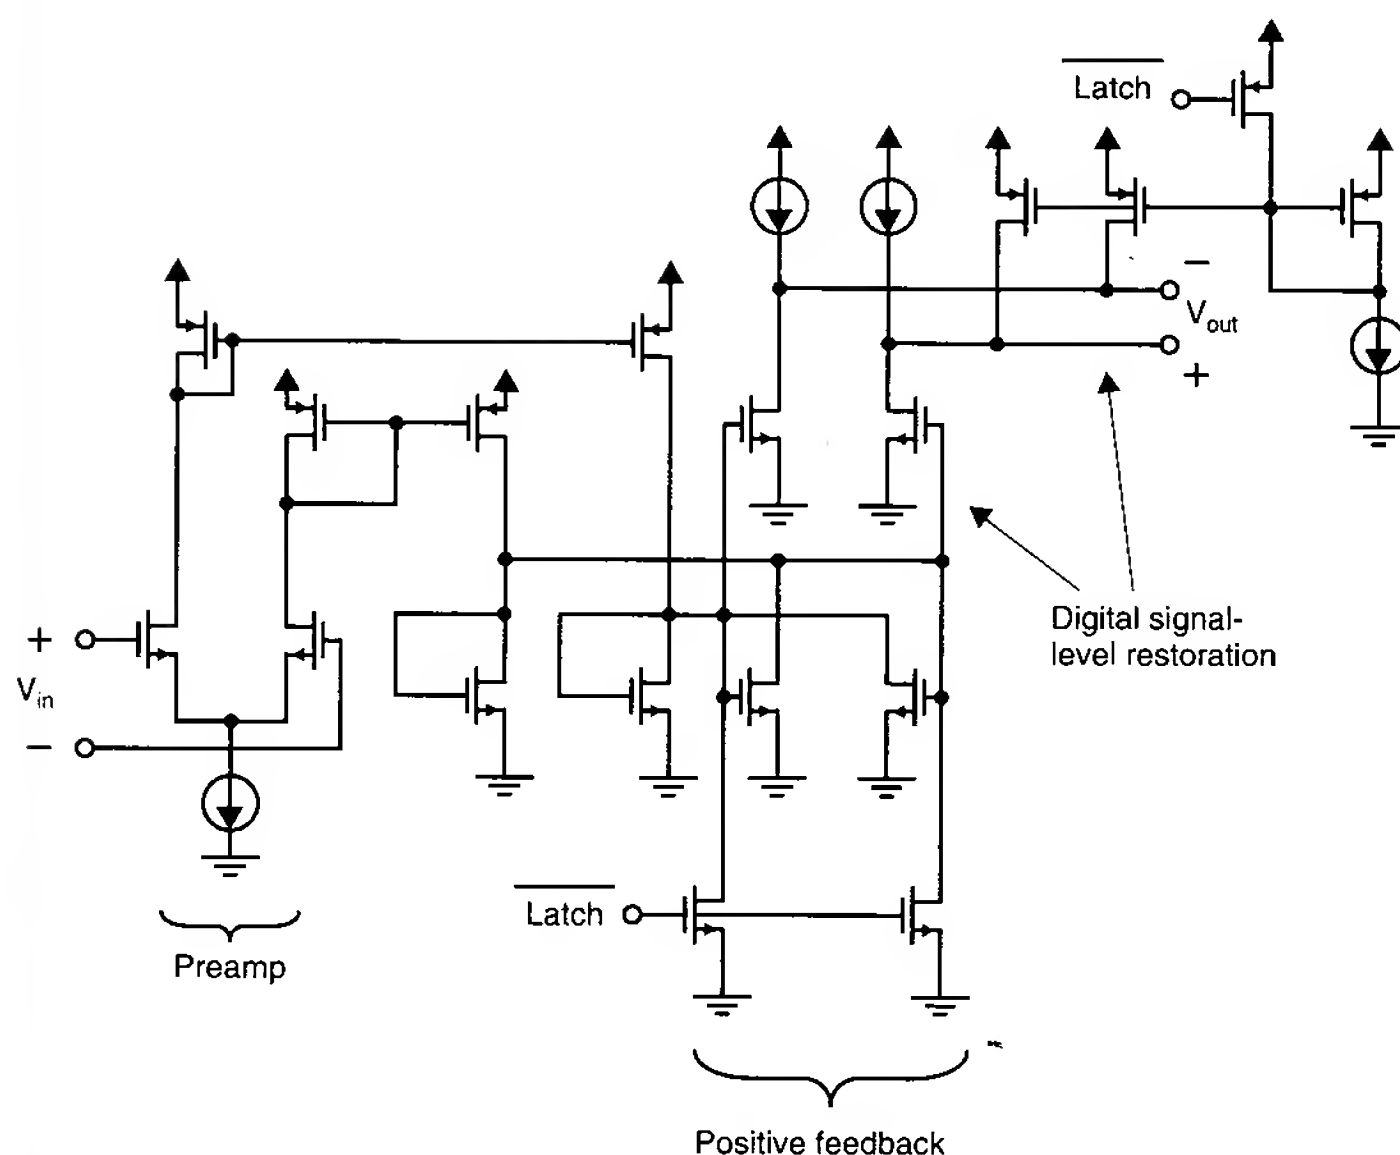 Latch
+
V_in
−
−
V_out
+
Digital signal-
level restoration
Latch
Preamp
Positive feedback